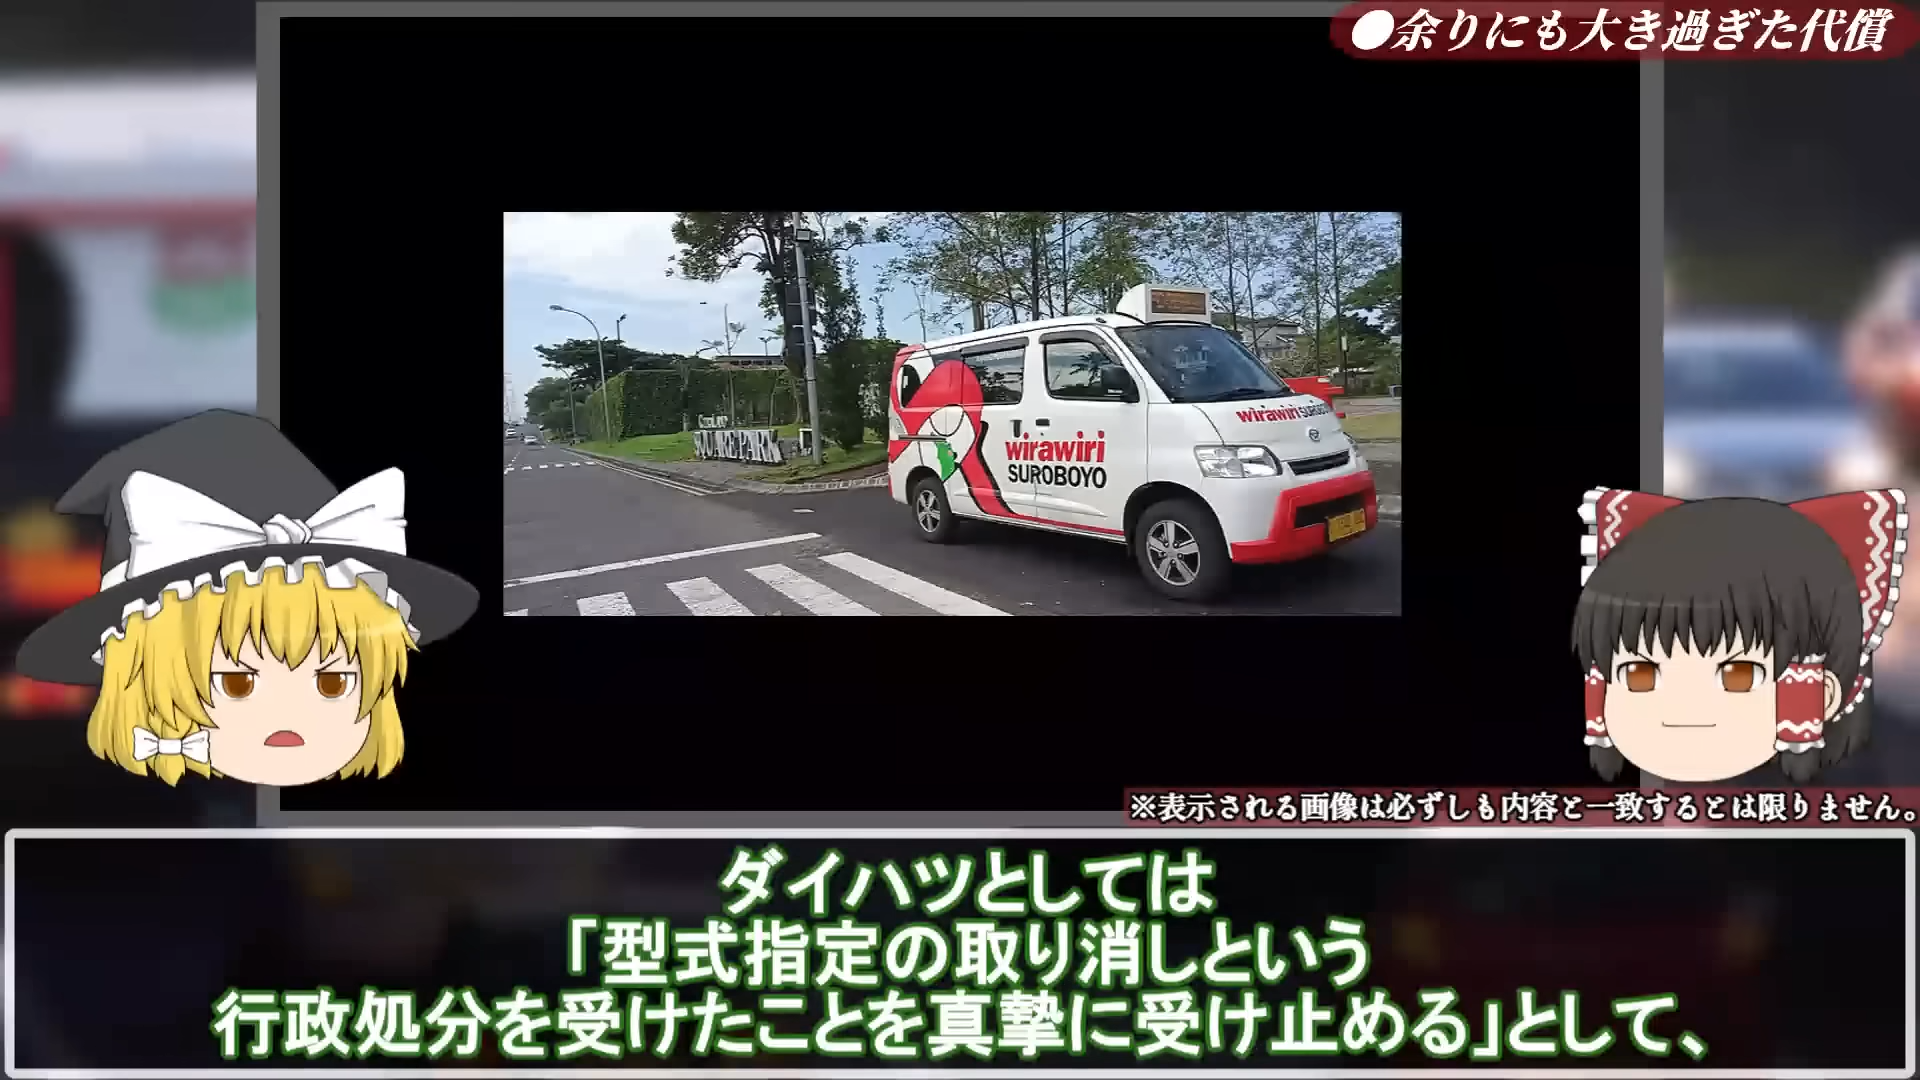 ●余りにも大き過ぎた代償
SQUARE PARK
wirawiri
SUROBOYO
wirawiri SUROBOYO
※表示される画像は必ずしも内容と一致するとは限りません。
ダイハツとしては
「型式指定の取り消しという
行政処分を受けたことを真摯に受け止める」として、